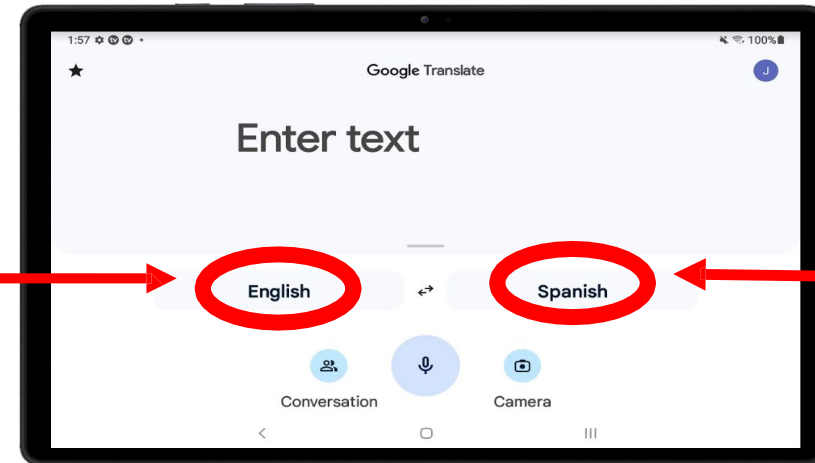 1:57 100%
Google Translate J
Enter text
English Spanish
Conversation Camera